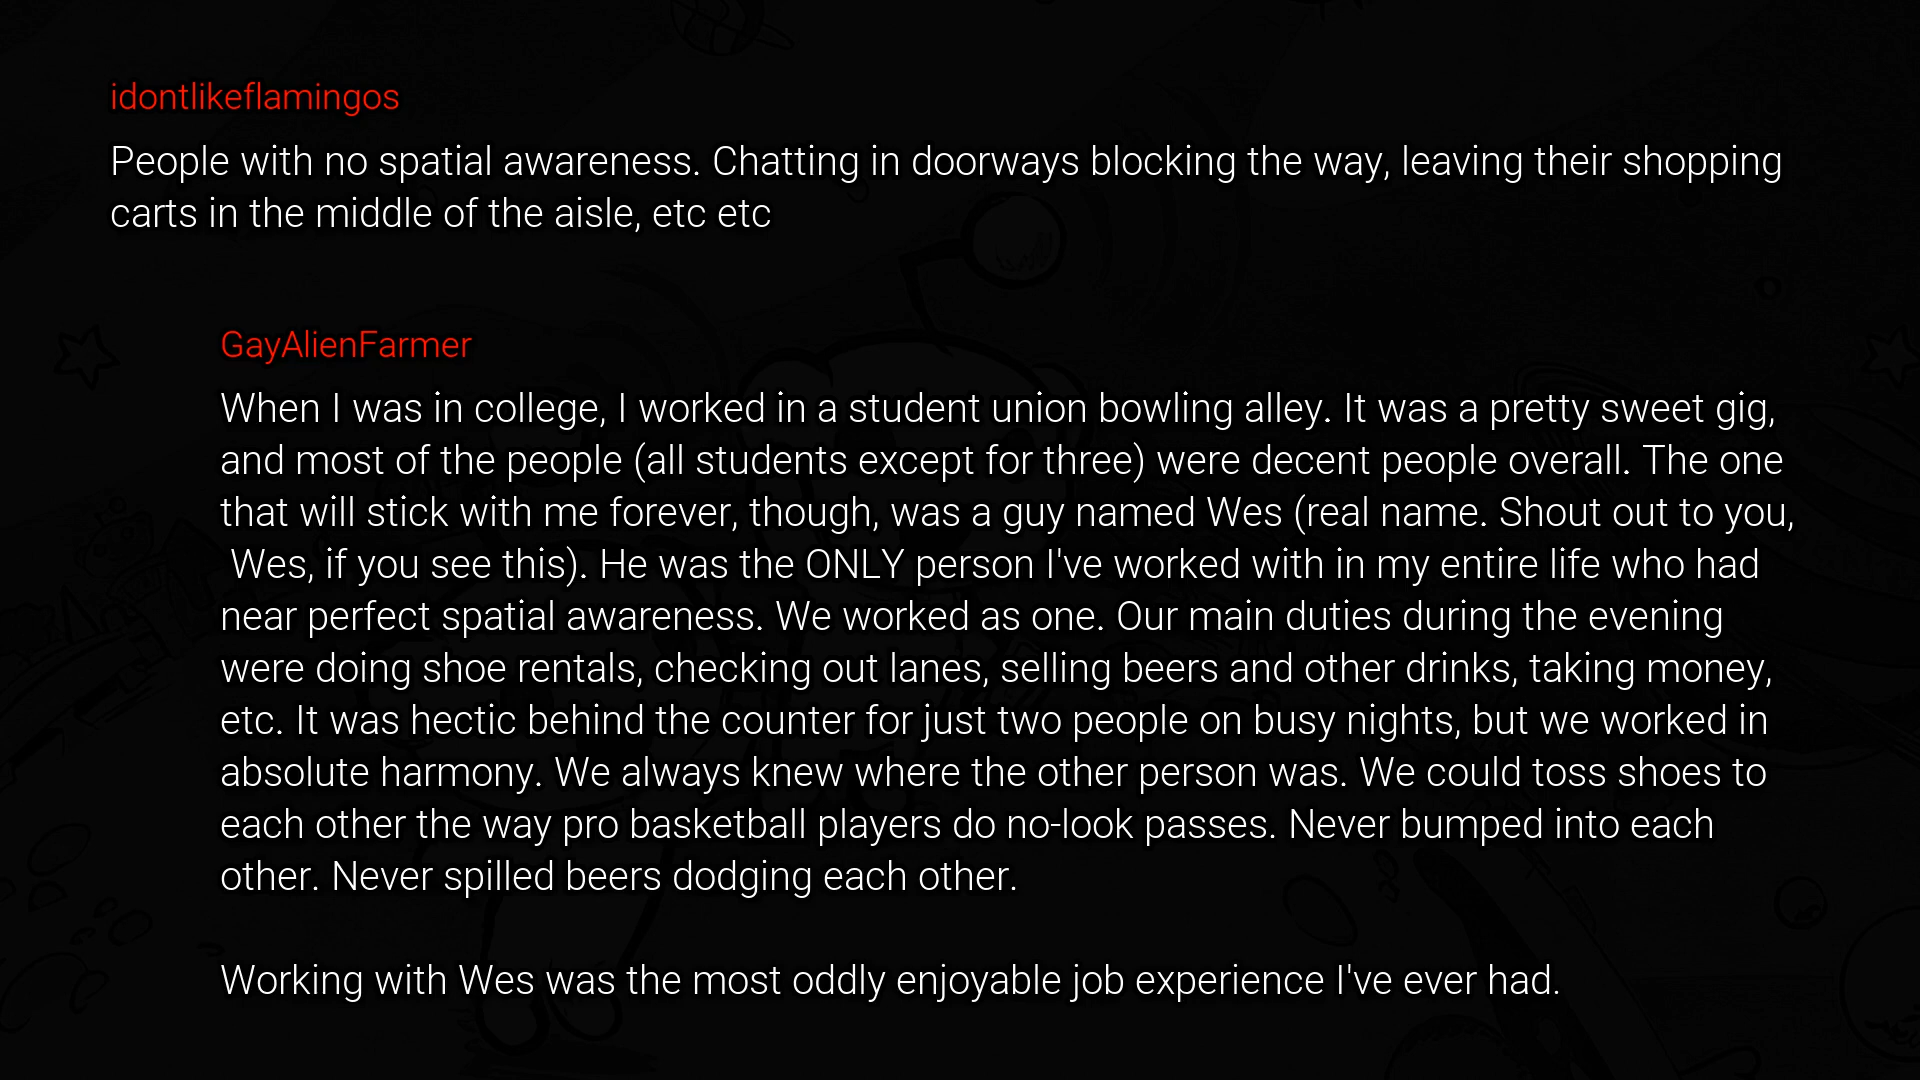 idontlikeflamingos
People with no spatial awareness. Chatting in doorways blocking the way, leaving their shopping
carts in the middle of the aisle, etc etc
GayAlienFarmer
When I was in college, I worked in a student union bowling alley. It was a pretty sweet gig,
and most of the people (all students except for three) were decent people overall. The one
that will stick with me forever, though, was a guy named Wes (real name. Shout out to you,
Wes, if you see this). He was the ONLY person I've worked with in my entire life who had
near perfect spatial awareness. We worked as one. Our main duties during the evening
were doing shoe rentals, checking out lanes, selling beers and other drinks, taking money,
etc. It was hectic behind the counter for just two people on busy nights, but we worked in
absolute harmony. We always knew where the other person was. We could toss shoes to
each other the way pro basketball players do no-look passes. Never bumped into each
other. Never spilled beers dodging each other.
Working with Wes was the most oddly enjoyable job experience I've ever had.